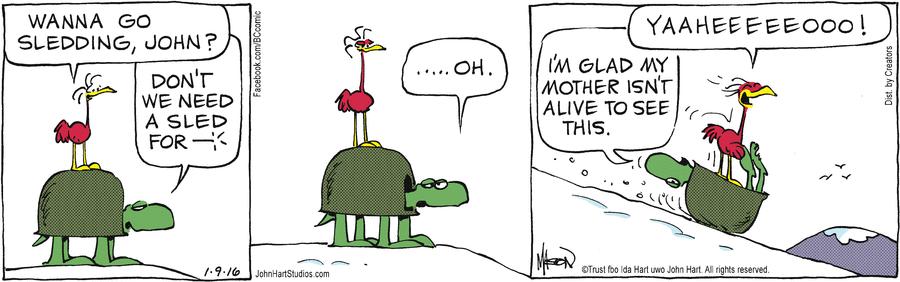 WANNA GO
SLEDDING, JOHN?
DON'T
WE NEED
A SLED
FOR —
1.9.16
Facebook.com/BCcomic
.....OH.
JohnHartStudios.com
YAAHEEEEEOOO!
I'M GLAD MY
MOTHER ISN'T
ALIVE TO SEE
THIS.
Dist. by Creators
MASON
©Trust fbo Ida Hart uwo John Hart. All rights reserved.